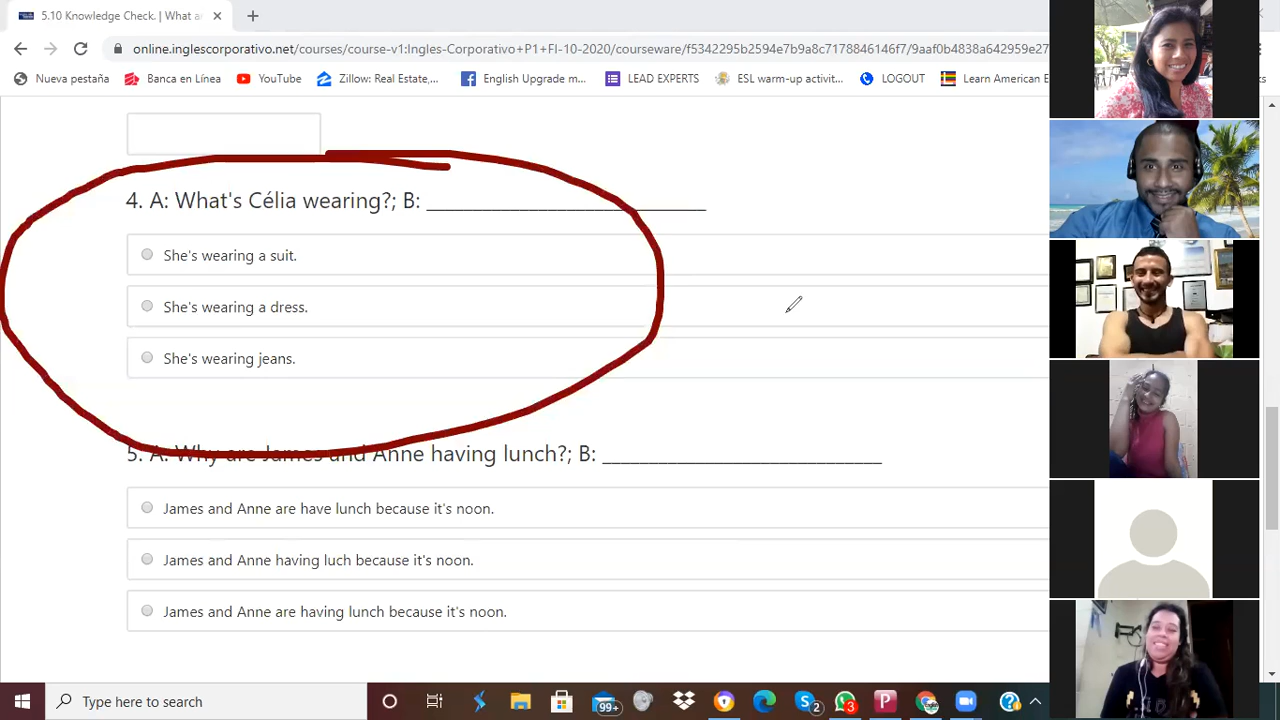 5.10 Knowledge Check. | What a
online.inglescorporativo.net/courses/course-v1:Ingles-Corporativo+P1+FI-10-2020/courseware/f5342295b2594e7b9a8c7178846146f7/9aaf0b4838a642959e27
Nueva pestaña
Banca en Línea
YouTube
Zillow: Real Estate...
English Upgrade m...
LEAD EXPERTS
ESL warm-up activit...
LOGOUT
Learn American E
4. A: What's Célia wearing?; B: ____________________________
She's wearing a suit.
She's wearing a dress.
She's wearing jeans.
5. A: Why are James and Anne having lunch?; B: ____________________________
James and Anne are have lunch because it's noon.
James and Anne having luch because it's noon.
James and Anne are having lunch because it's noon.
Type here to search
99+
2
3